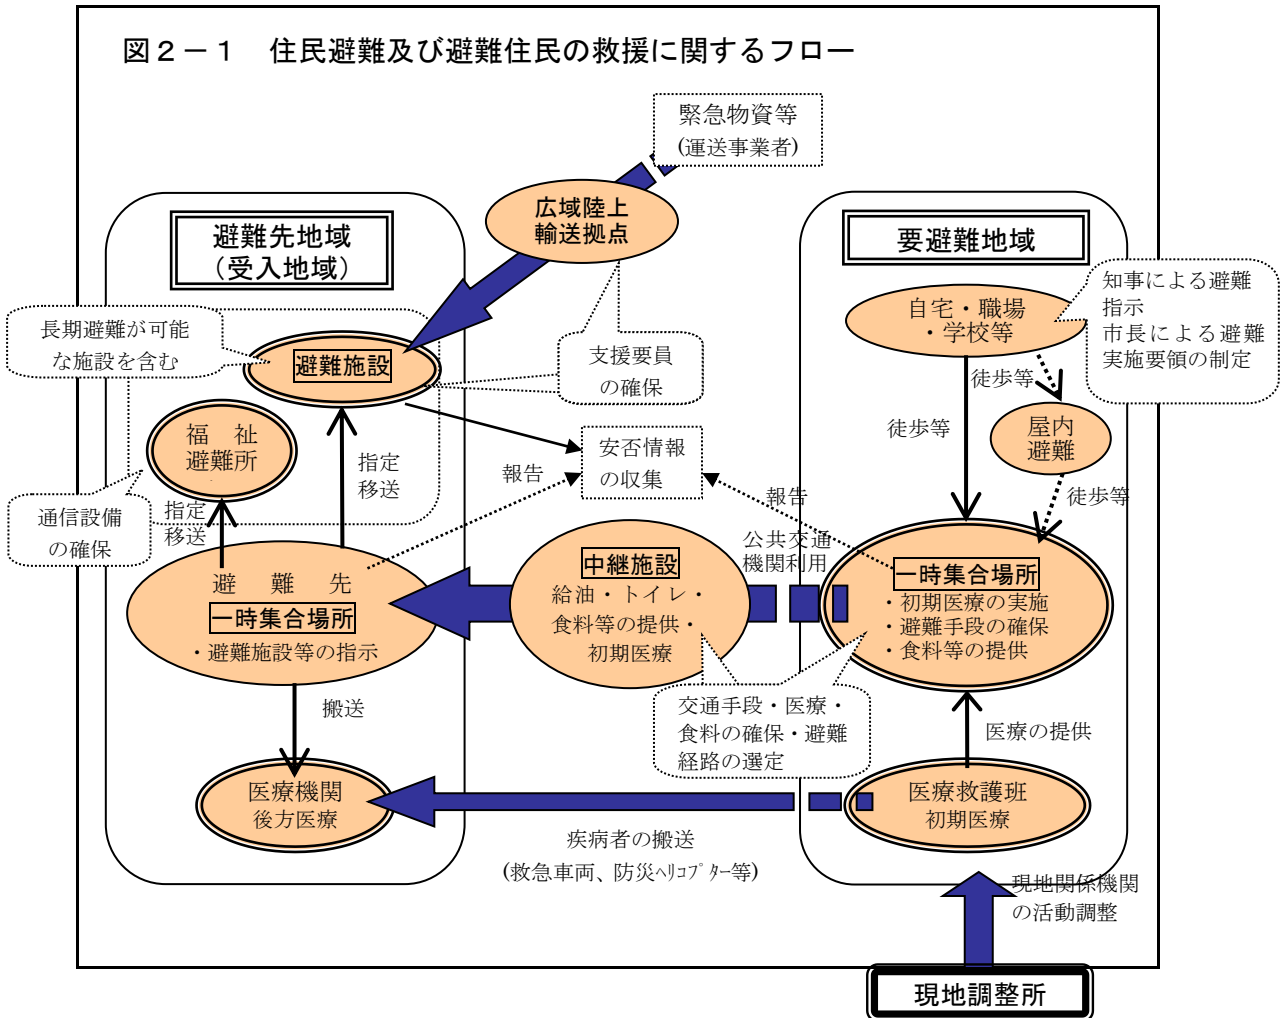 図2-1 住民避難及び避難住民の救援に関するフロー
緊急物資等
(運送事業者)
広域陸上
輸送拠点
避難先地域
(受入地域)
要避難地域
長期避難が可能
な施設を含む
避難施設
支援要員
の確保
自宅・職場
・学校等
知事による避難
指示
市長による避難
実施要領の制定
徒歩等
徒歩等
屋内
避難
徒歩等
福 祉
避難所
指定
移送
安否情報
の収集
報告
報告
通信設備
の確保
指定
移送
避 難 先
一時集合場所
・避難施設等の指示
中継施設
給油・トイレ・
食料等の提供・
初期医療
公共交通
機関利用
一時集合場所
・初期医療の実施
・避難手段の確保
・食料等の提供
交通手段・医療・
食料の確保・避難
経路の選定
搬送
医療の提供
医療機関
後方医療
医療救護班
初期医療
疾病者の搬送
(救急車両、防災ヘリコプター等)
現地関係機関
の活動調整
現地調整所